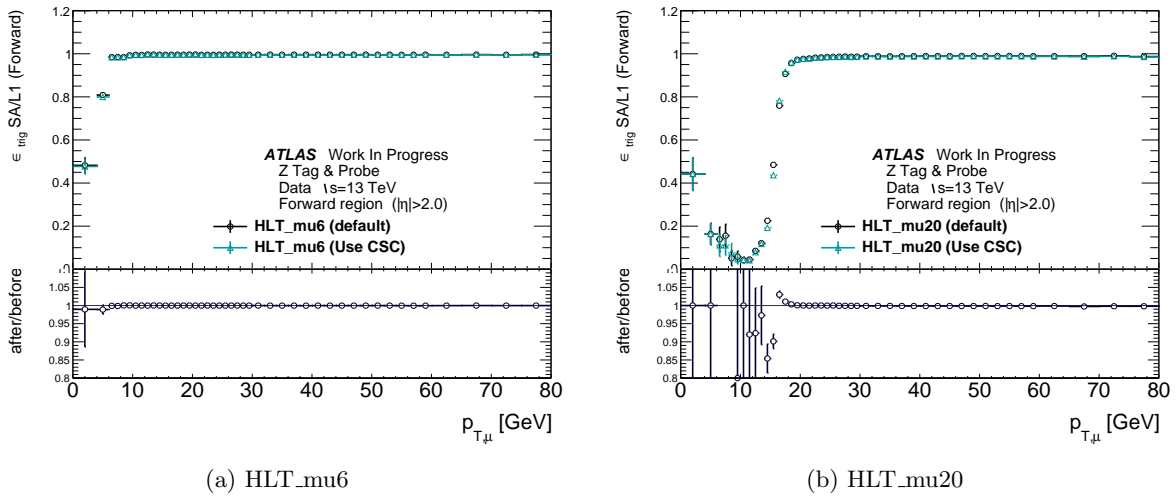 1.2
1
0.8
0.6
0.4
0.2
0
∈ trig SA/L1 (Forward)
ATLAS Work In Progress
Z Tag & Probe
Data \s=13 TeV
Forward region (|η|>2.0)
HLT_mu6 (default)
HLT_mu6 (Use CSC)
after/before
1.05
1
0.95
0.9
0.85
0.8
0 10 20 30 40 50 60 70 80
p T,μ [GeV]
(a) HLT_mu6
1.2
1
0.8
0.6
0.4
0.2
0
∈ trig SA/L1 (Forward)
ATLAS Work In Progress
Z Tag & Probe
Data \s=13 TeV
Forward region (|η|>2.0)
HLT_mu20 (default)
HLT_mu20 (Use CSC)
after/before
1.05
1
0.95
0.9
0.85
0.8
0 10 20 30 40 50 60 70 80
p T,μ [GeV]
(b) HLT_mu20